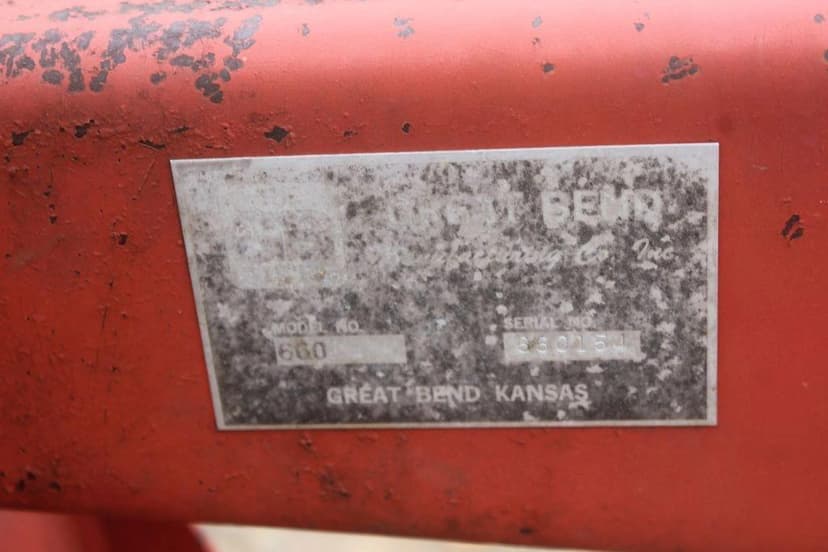 GREAT BEND
Manufacturing Co. Inc
MODEL NO. SERIAL NO.
660
GREAT BEND KANSAS